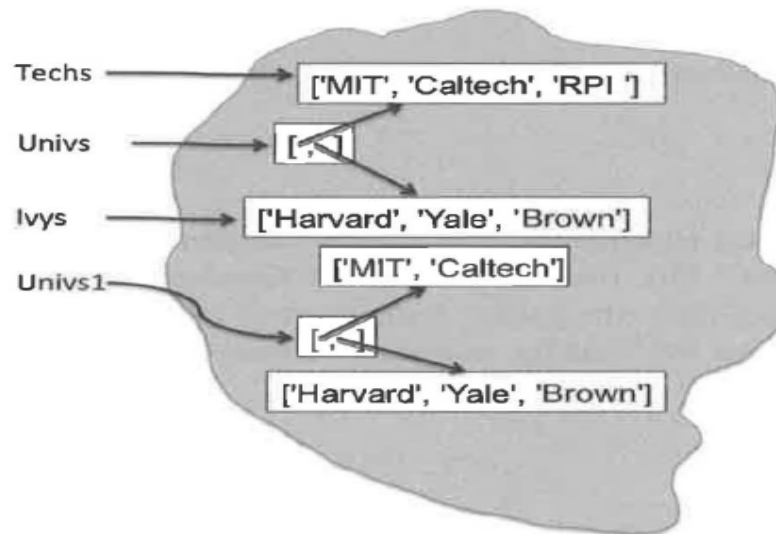 Techs
['MIT', 'Caltech', 'RPI ']
Univs
[ , ]
Ivys
['Harvard', 'Yale', 'Brown']
['MIT', 'Caltech']
Univs1
[ , ]
['Harvard', 'Yale', 'Brown']